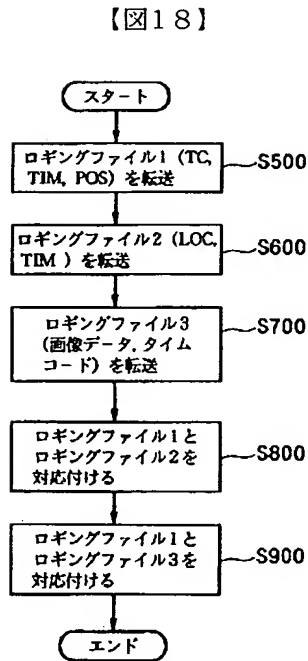 【図18】
スタート
ロギングファイル1（TC,
TIM, POS）を転送
S500
ロギングファイル2（LOC,
TIM ）を転送
S600
ロギングファイル3
（画像データ, タイム
コード）を転送
S700
ロギングファイル1と
ロギングファイル2を
対応付ける
S800
ロギングファイル1と
ロギングファイル3を
対応付ける
S900
エンド